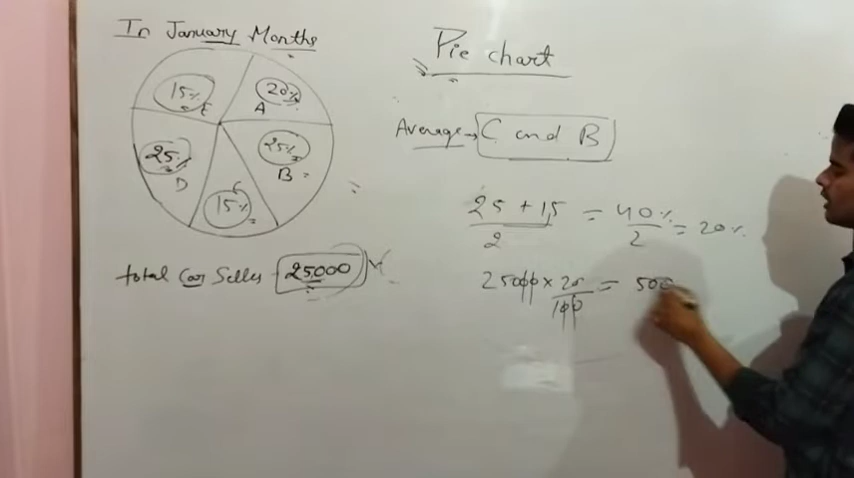 In January Months
Pie chart
15%
E
20%
A
25%
B
25%
D
15%
C
Average → C and B
25 + 15 / 2 = 40% / 2 = 20%
total Car Seller - 25000
25000 × 20 / 100 = 500